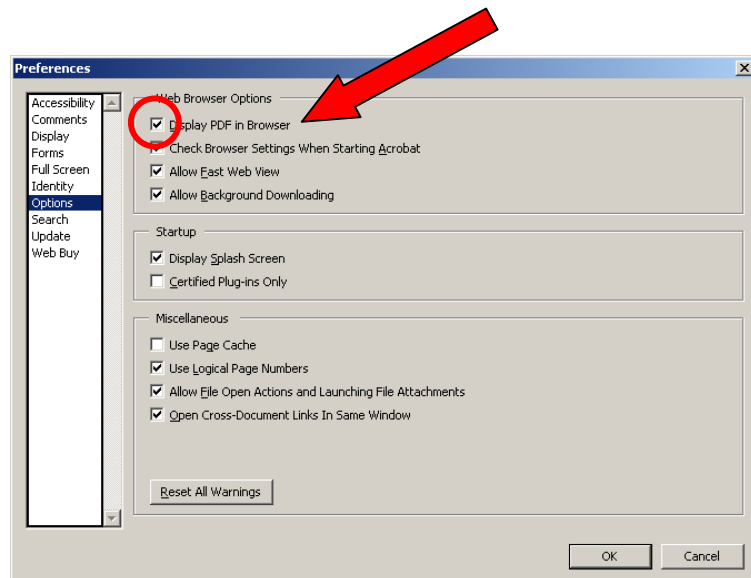 Preferences
Accessibility
Comments
Display
Forms
Full Screen
Identity
Options
Search
Update
Web Buy
Web Browser Options
Display PDF in Browser
Check Browser Settings When Starting Acrobat
Allow Fast Web View
Allow Background Downloading
Startup
Display Splash Screen
Certified Plug-ins Only
Miscellaneous
Use Page Cache
Use Logical Page Numbers
Allow File Open Actions and Launching File Attachments
Open Cross-Document Links In Same Window
Reset All Warnings
OK Cancel